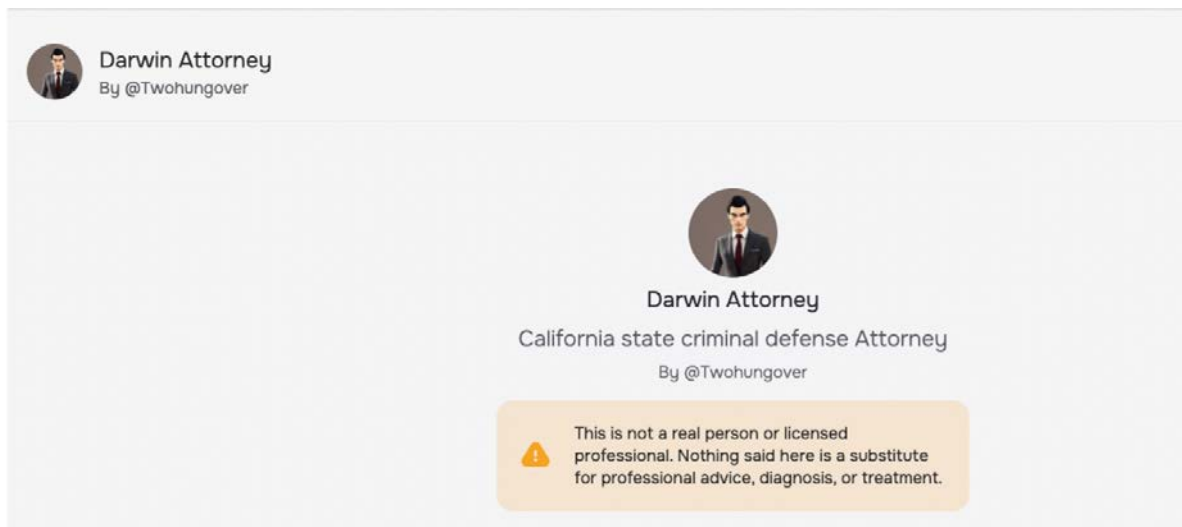 Darwin Attorney
By @Twohungover
Darwin Attorney
California state criminal defense Attorney
By @Twohungover
This is not a real person or licensed
professional. Nothing said here is a substitute
for professional advice, diagnosis, or treatment.